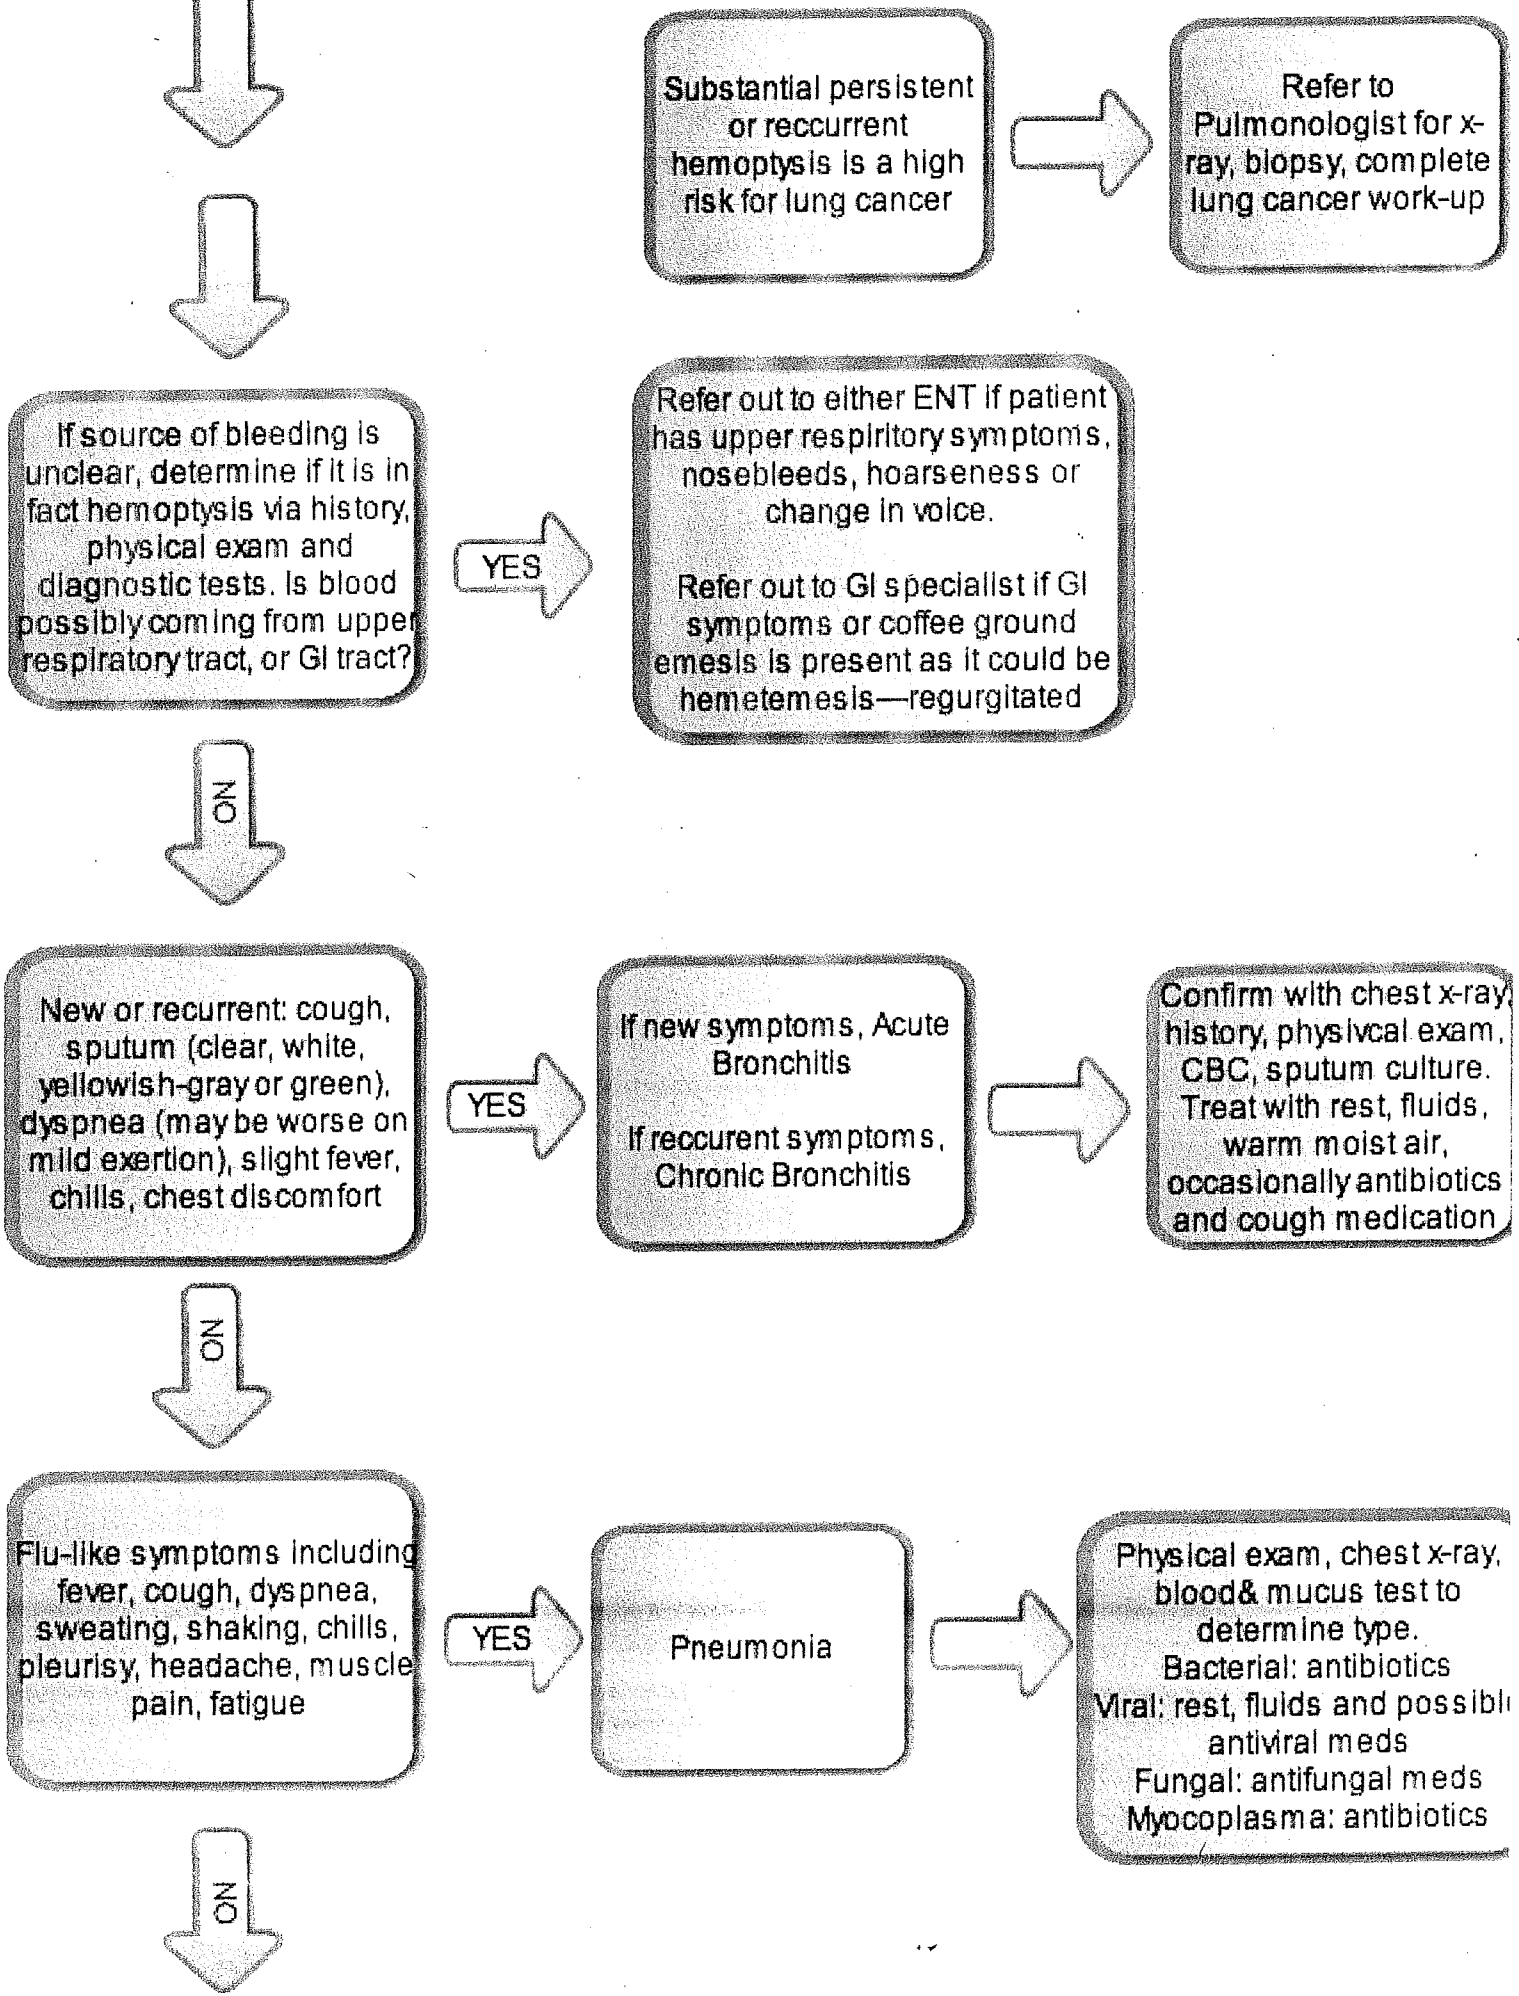 Substantial persistent
or reccurrent
hemoptysis is a high
risk for lung cancer
Refer to
Pulmonologist for x-
ray, biopsy, complete
lung cancer work-up
If source of bleeding is
unclear, determine if it is in
fact hemoptysis via history,
physical exam and
diagnostic tests. Is blood
possibly coming from upper
respiratory tract, or GI tract?
YES
Refer out to either ENT if patient
has upper respiritory symptoms,
nosebleeds, hoarseness or
change in voice.
Refer out to GI specialist if GI
symptoms or coffee ground
emesis is present as it could be
hemetemesis—regurgitated
NO
New or recurrent: cough,
sputum (clear, white,
yellowish-gray or green),
dyspnea (may be worse on
mild exertion), slight fever,
chills, chest discomfort
YES
If new symptoms, Acute
Bronchitis
If reccurent symptoms,
Chronic Bronchitis
Confirm with chest x-ray,
history, physivcal exam,
CBC, sputum culture.
Treat with rest, fluids,
warm moist air,
occasionally antibiotics
and cough medication
NO
Flu-like symptoms including
fever, cough, dyspnea,
sweating, shaking, chills,
pleurisy, headache, muscle
pain, fatigue
YES
Pneumonia
Physical exam, chest x-ray,
blood& mucus test to
determine type.
Bacterial: antibiotics
Viral: rest, fluids and possibl
antiviral meds
Fungal: antifungal meds
Myocoplasma: antibiotics
NO